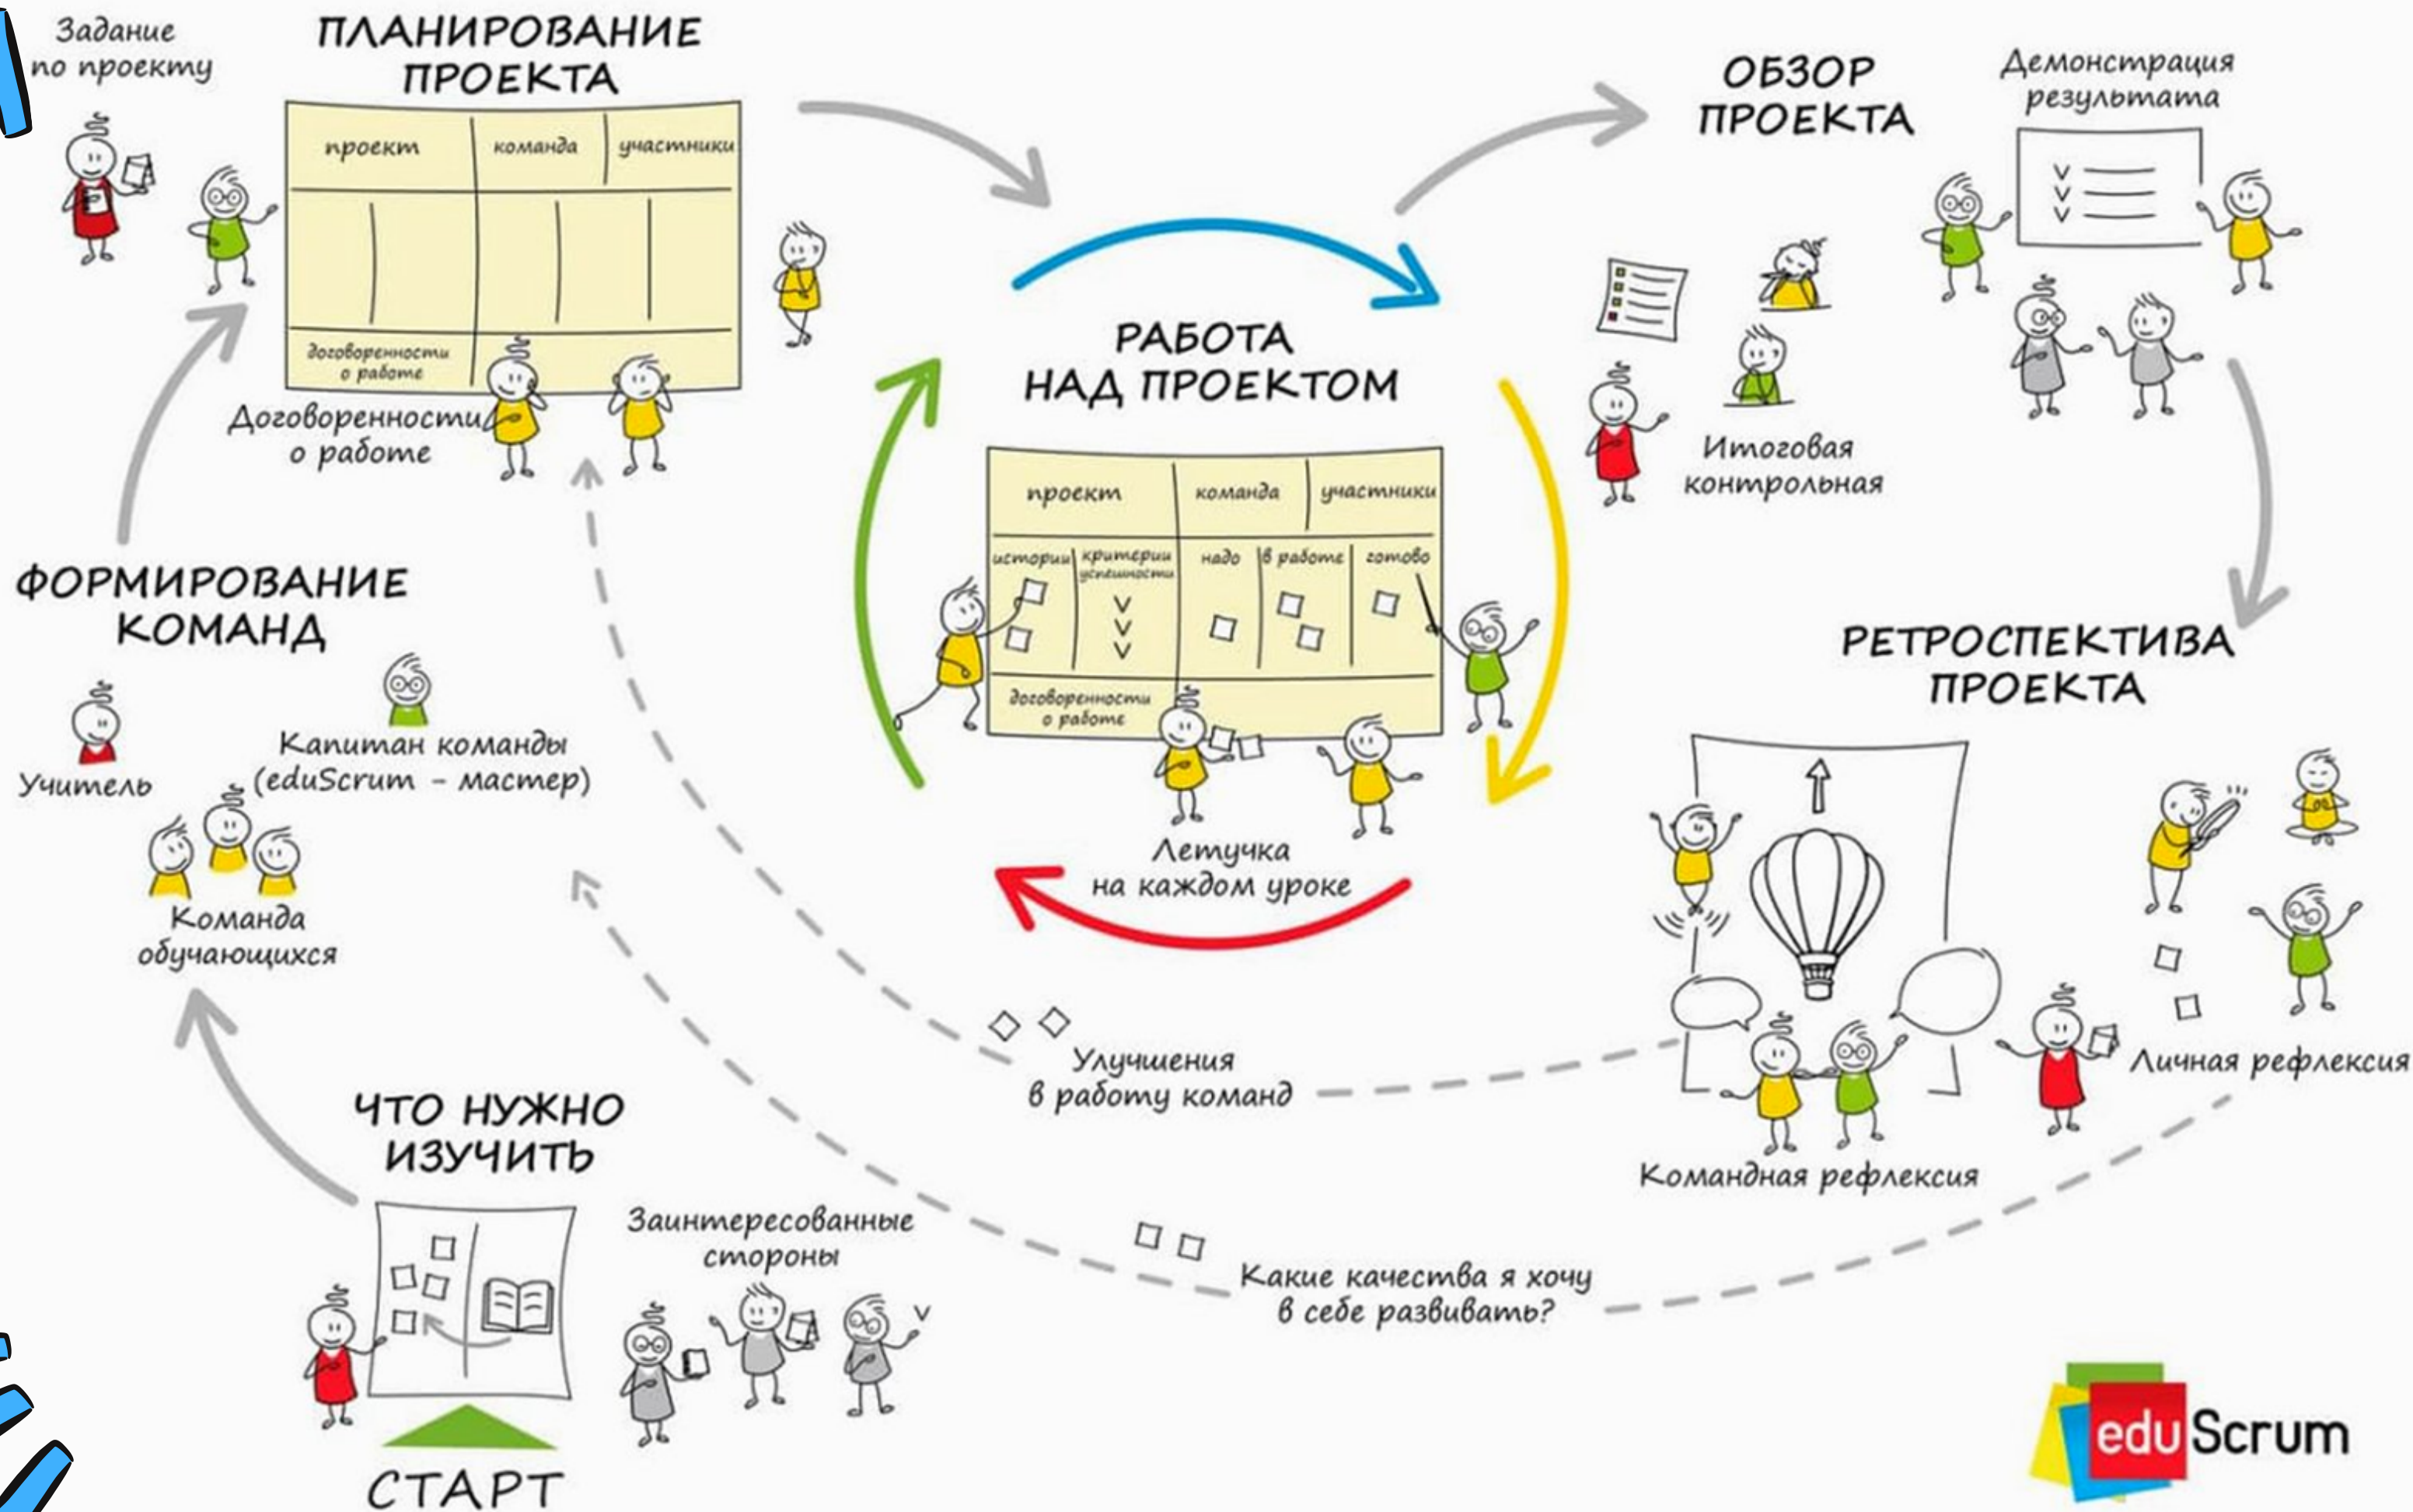 Задание
по проекту
ПЛАНИРОВАНИЕ
ПРОЕКТА
проект
команда
участники
договоренности
о работе
Договоренности
о работе
ОБЗОР
ПРОЕКТА
Демонстрация
результата
Итоговая
контрольная
РАБОТА
НАД ПРОЕКТОМ
проект
команда
участники
истории
критерии
успешности
надо
в работе
готово
договоренности
о работе
Летучка
на каждом уроке
ФОРМИРОВАНИЕ
КОМАНД
Учитель
Капитан команды
(eduScrum - мастер)
Команда
обучающихся
РЕТРОСПЕКТИВА
ПРОЕКТА
Личная рефлексия
Командная рефлексия
Улучшения
в работу команд
Какие качества я хочу
в себе развивать?
ЧТО НУЖНО
ИЗУЧИТЬ
Заинтересованные
стороны
СТАРТ
eduScrum